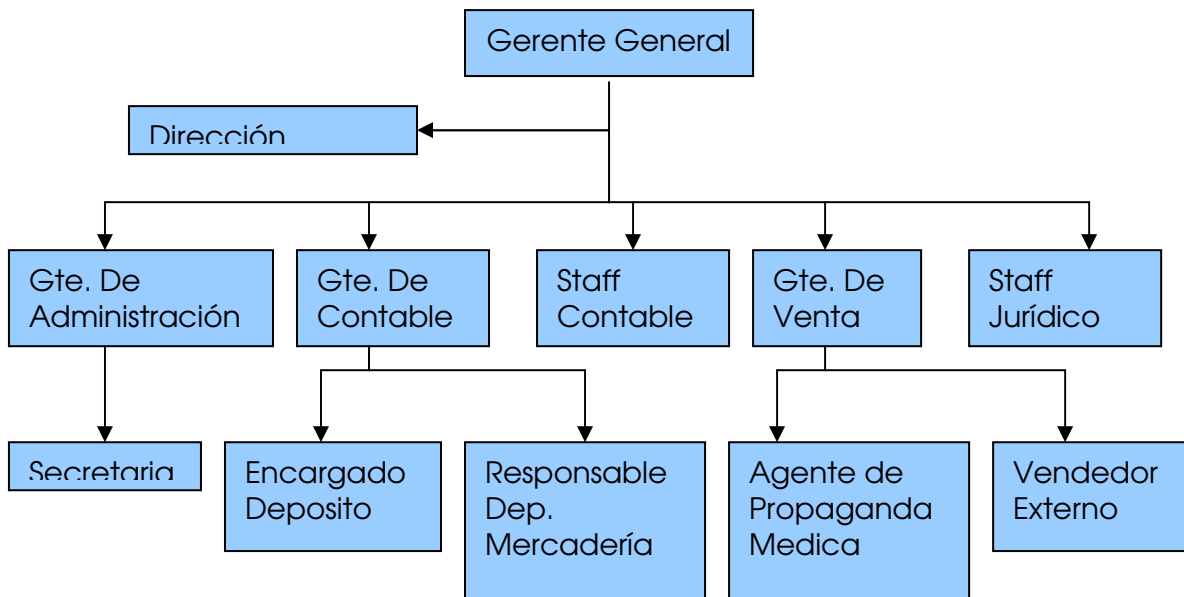 Gerente General
Dirección
Gte. De
Administración
Gte. De
Contable
Staff
Contable
Gte. De
Venta
Staff
Jurídico
Secretaria
Encargado
Deposito
Responsable
Dep.
Mercadería
Agente de
Propaganda
Medica
Vendedor
Externo